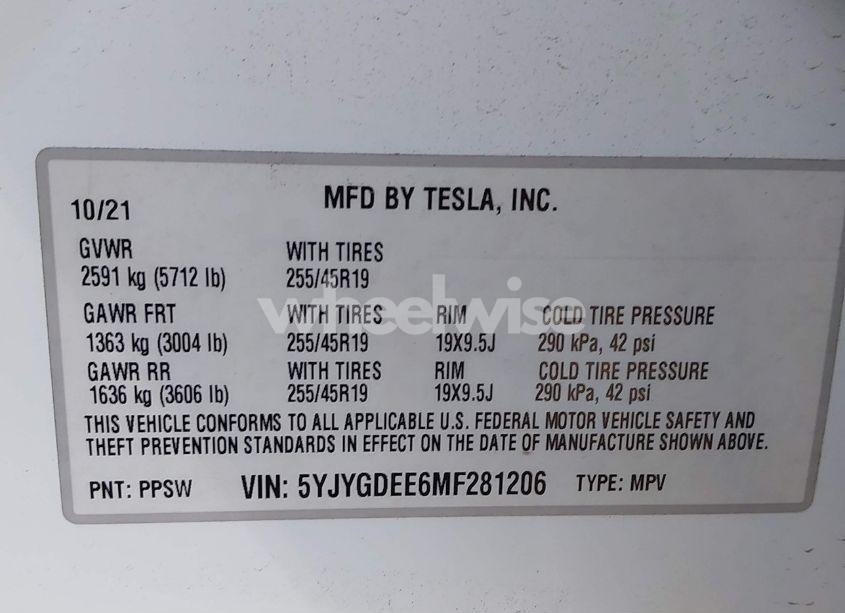 10/21 MFD BY TESLA, INC.
GVWR WITH TIRES
2591 kg (5712 lb) 255/45R19
wheelwise
GAWR FRT WITH TIRES RIM COLD TIRE PRESSURE
1363 kg (3004 lb) 255/45R19 19X9.5J 290 kPa, 42 psi
GAWR RR WITH TIRES RIM COLD TIRE PRESSURE
1636 kg (3606 lb) 255/45R19 19X9.5J 290 kPa, 42 psi
THIS VEHICLE CONFORMS TO ALL APPLICABLE U.S. FEDERAL MOTOR VEHICLE SAFETY AND
THEFT PREVENTION STANDARDS IN EFFECT ON THE DATE OF MANUFACTURE SHOWN ABOVE.
PNT: PPSW VIN: 5YJYGDEE6MF281206 TYPE: MPV